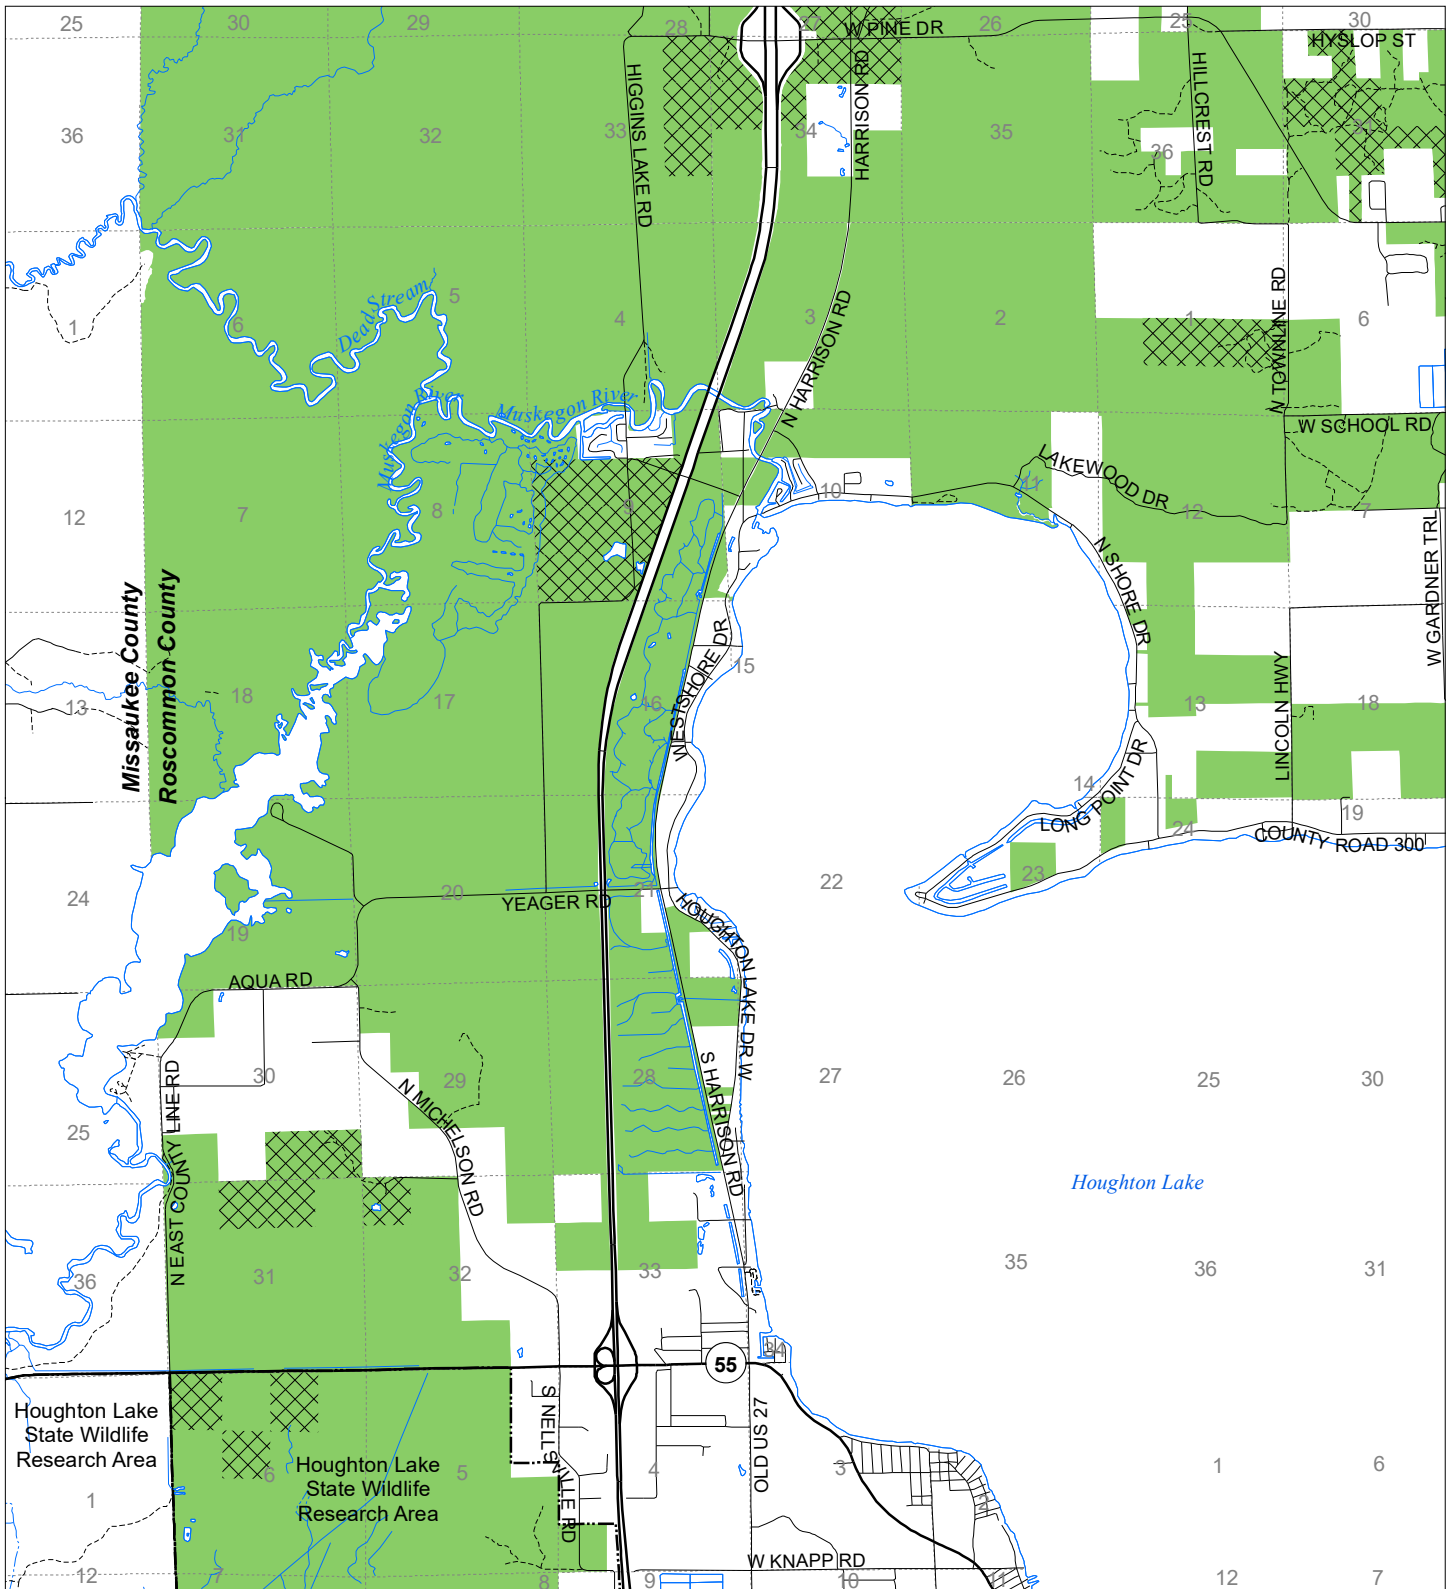 25
30
29
28
27
26
25
30
W PINE DR
HYSLOP ST
36
31
32
33
34
35
36
31
HIGGINS LAKE RD
HARRISON RD
HILLCREST RD
1
6
5
4
3
2
1
6
Dead Stream
N HARRISON RD
N TOWNLINE RD
Muskegon River
Muskegon River
W SCHOOL RD
LAKEWOOD DR
12
7
8
9
10
11
12
7
W GARDNER TRL
N SHORE DR
Missaukee County
Roscommon County
WESTSHORE DR
15
13
18
17
16
14
13
18
LINCOLN HWY
LONG POINT DR
24
19
20
21
22
23
24
19
COUNTY ROAD 300
YEAGER RD
HOUGHTON LAKE DR W
AQUA RD
25
30
29
28
27
26
25
30
N EAST COUNTY LINE RD
N MICHELSON RD
S HARRISON RD
Houghton Lake
36
31
32
33
34
35
36
31
55
Houghton Lake
State Wildlife
Research Area
Houghton Lake
State Wildlife
Research Area
S NELLSVILLE RD
OLD US 27
1
6
5
4
3
2
1
6
W KNAPP RD
12
7
8
9
10
11
12
7